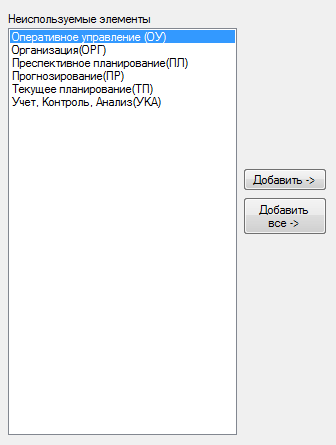 Неиспользуемые элементы
Оперативное управление (ОУ)
Организация(ОРГ)
Преспективное планирование(ПЛ)
Прогнозирование(ПР)
Текущее планирование(ТП)
Учет, Контроль, Анализ(УКА)
Добавить ->
Добавить
все ->